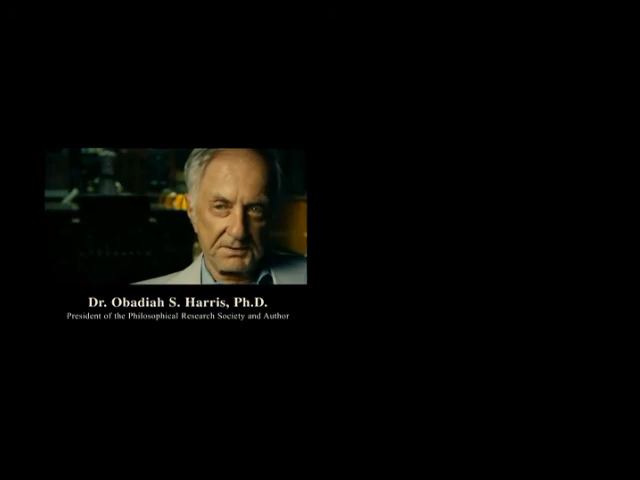 Dr. Obadiah S. Harris, Ph.D.
President of the Philosophical Research Society and Author